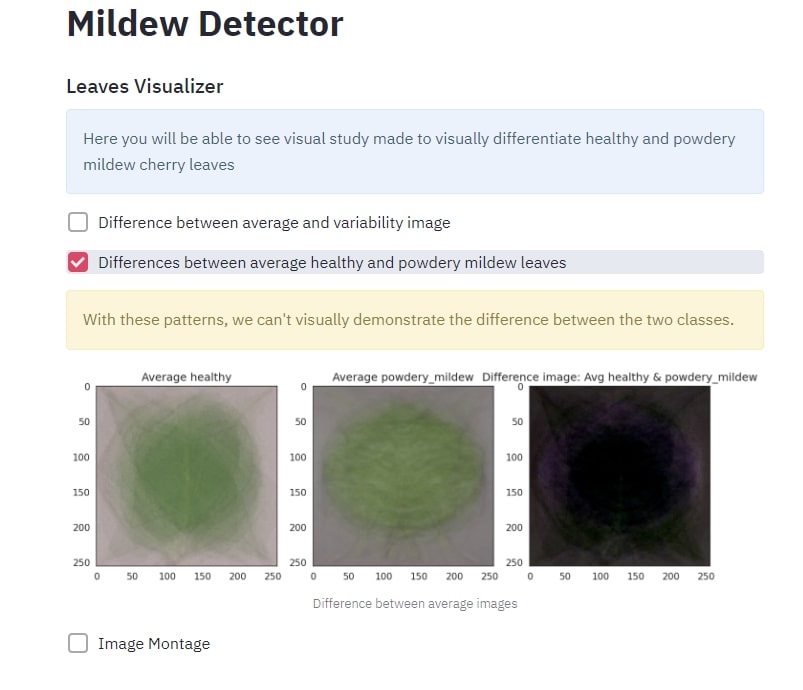 Mildew Detector
Leaves Visualizer
Here you will be able to see visual study made to visually differentiate healthy and powdery
mildew cherry leaves
Difference between average and variability image
Differences between average healthy and powdery mildew leaves
With these patterns, we can't visually demonstrate the difference between the two classes.
Average healthy Average powdery_mildew Difference image: Avg healthy & powdery_mildew
0 0 0
50 50 50
100 100 100
150 150 150
200 200 200
250 250 250
0 50 100 150 200 250 0 50 100 150 200 250 0 50 100 150 200 250
Difference between average images
Image Montage